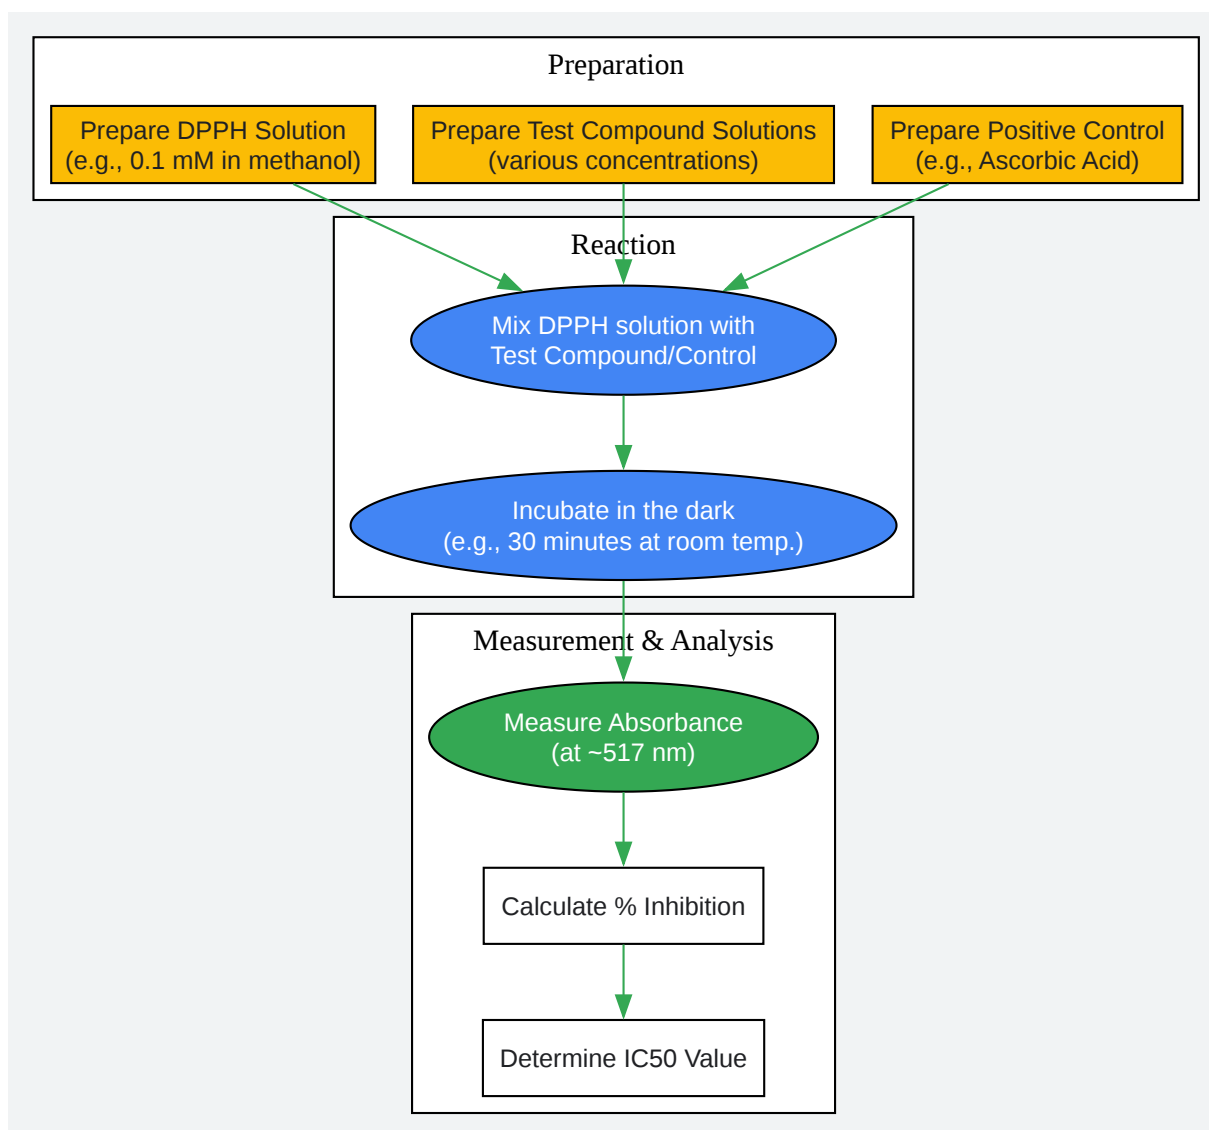 Preparation
Prepare DPPH Solution
(e.g., 0.1 mM in methanol)
Prepare Test Compound Solutions
(various concentrations)
Prepare Positive Control
(e.g., Ascorbic Acid)
Reaction
Mix DPPH solution with
Test Compound/Control
Incubate in the dark
(e.g., 30 minutes at room temp.)
Measurement & Analysis
Measure Absorbance
(at ~517 nm)
Calculate % Inhibition
Determine IC50 Value